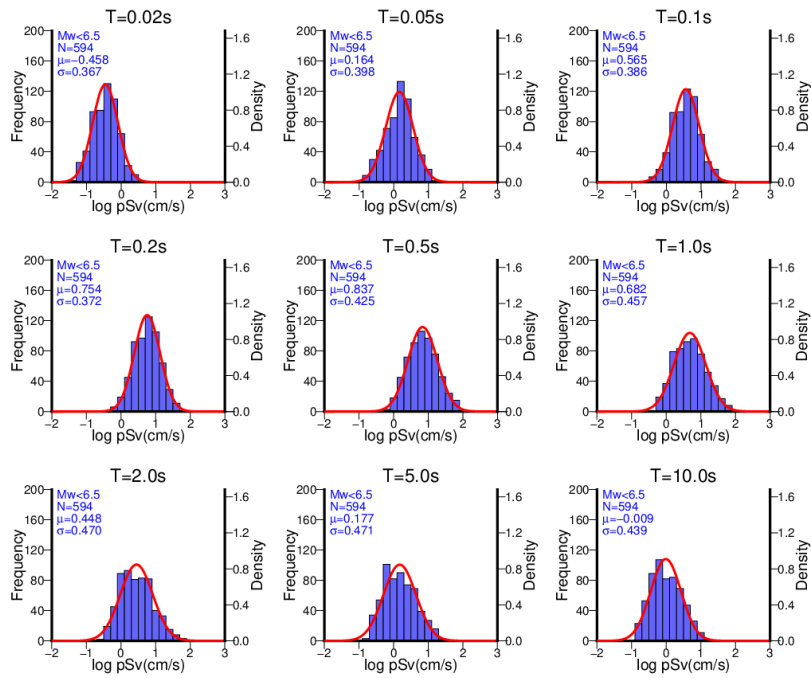 T=0.02s
Mw<6.5
N=594
μ=−0.458
σ=0.367
200
160
120
80
40
0
Frequency
1.6
1.2
0.8
0.4
0.0
Density
−2 −1 0 1 2 3
log pSv(cm/s)
T=0.05s
Mw<6.5
N=594
μ=0.164
σ=0.398
200
160
120
80
40
0
Frequency
1.6
1.2
0.8
0.4
0.0
Density
−2 −1 0 1 2 3
log pSv(cm/s)
T=0.1s
Mw<6.5
N=594
μ=0.565
σ=0.386
200
160
120
80
40
0
Frequency
1.6
1.2
0.8
0.4
0.0
Density
−2 −1 0 1 2 3
log pSv(cm/s)
T=0.2s
Mw<6.5
N=594
μ=0.754
σ=0.372
200
160
120
80
40
0
Frequency
1.6
1.2
0.8
0.4
0.0
Density
−2 −1 0 1 2 3
log pSv(cm/s)
T=0.5s
Mw<6.5
N=594
μ=0.837
σ=0.425
200
160
120
80
40
0
Frequency
1.6
1.2
0.8
0.4
0.0
Density
−2 −1 0 1 2 3
log pSv(cm/s)
T=1.0s
Mw<6.5
N=594
μ=0.682
σ=0.457
200
160
120
80
40
0
Frequency
1.6
1.2
0.8
0.4
0.0
Density
−2 −1 0 1 2 3
log pSv(cm/s)
T=2.0s
Mw<6.5
N=594
μ=0.448
σ=0.470
200
160
120
80
40
0
Frequency
1.6
1.2
0.8
0.4
0.0
Density
−2 −1 0 1 2 3
log pSv(cm/s)
T=5.0s
Mw<6.5
N=594
μ=0.177
σ=0.471
200
160
120
80
40
0
Frequency
1.6
1.2
0.8
0.4
0.0
Density
−2 −1 0 1 2 3
log pSv(cm/s)
T=10.0s
Mw<6.5
N=594
μ=-0.009
σ=0.439
200
160
120
80
40
0
Frequency
1.6
1.2
0.8
0.4
0.0
Density
−2 −1 0 1 2 3
log pSv(cm/s)